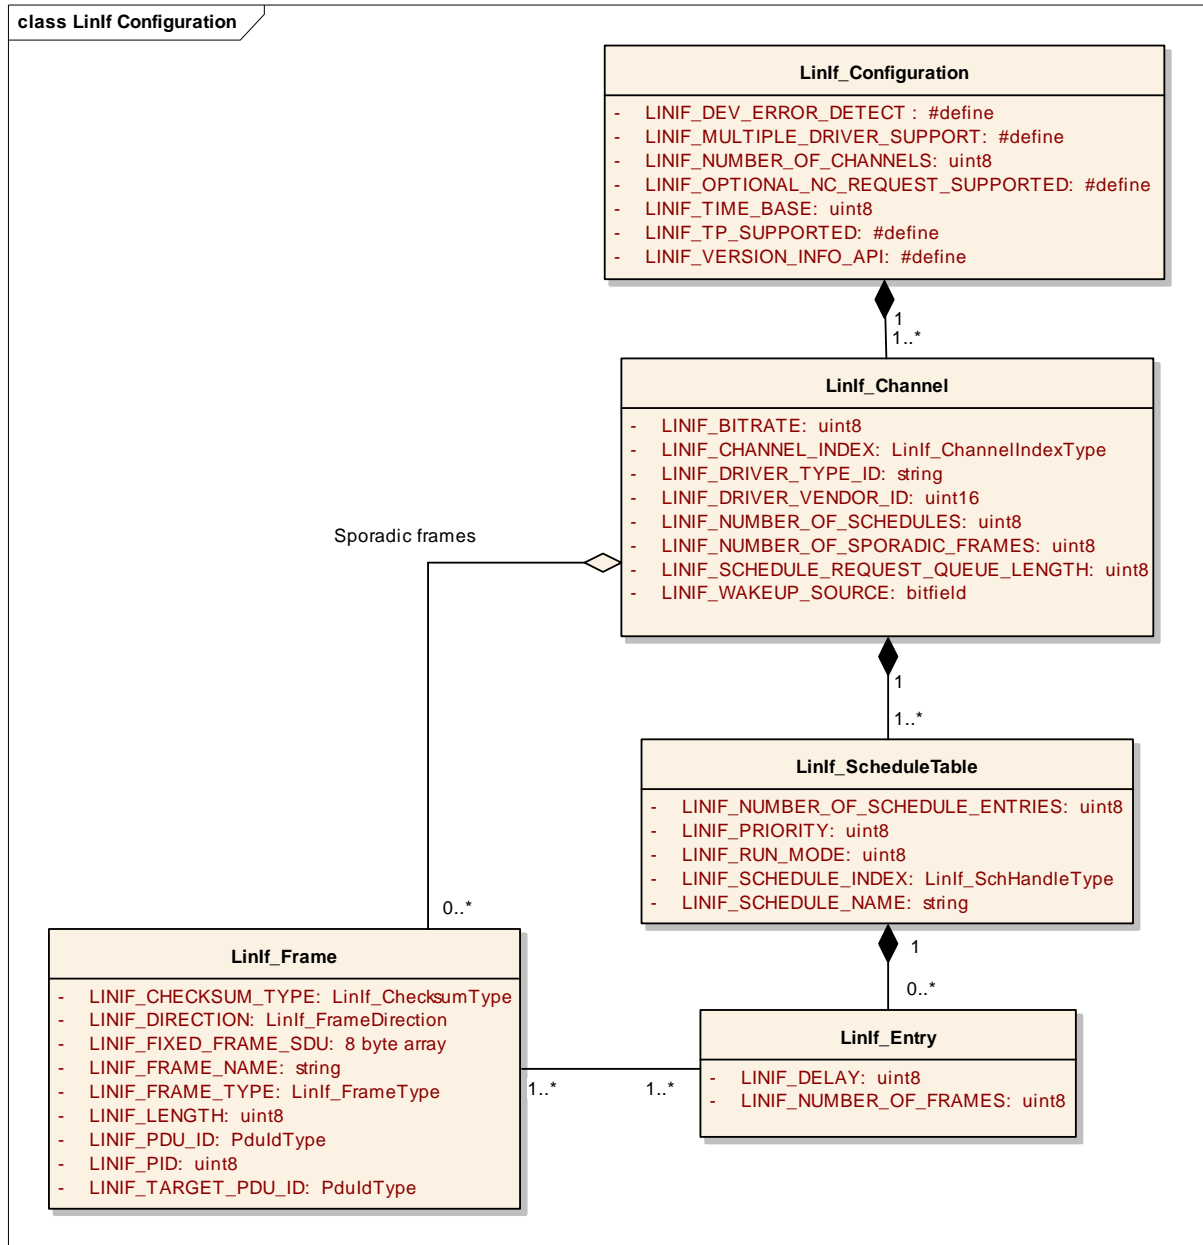 class LinIf Configuration
LinIf_Configuration
- LINIF_DEV_ERROR_DETECT : #define
- LINIF_MULTIPLE_DRIVER_SUPPORT: #define
- LINIF_NUMBER_OF_CHANNELS: uint8
- LINIF_OPTIONAL_NC_REQUEST_SUPPORTED: #define
- LINIF_TIME_BASE: uint8
- LINIF_TP_SUPPORTED: #define
- LINIF_VERSION_INFO_API: #define
1
1..*
LinIf_Channel
- LINIF_BITRATE: uint8
- LINIF_CHANNEL_INDEX: LinIf_ChannelIndexType
- LINIF_DRIVER_TYPE_ID: string
- LINIF_DRIVER_VENDOR_ID: uint16
- LINIF_NUMBER_OF_SCHEDULES: uint8
- LINIF_NUMBER_OF_SPORADIC_FRAMES: uint8
- LINIF_SCHEDULE_REQUEST_QUEUE_LENGTH: uint8
- LINIF_WAKEUP_SOURCE: bitfield
Sporadic frames
1
1..*
LinIf_ScheduleTable
- LINIF_NUMBER_OF_SCHEDULE_ENTRIES: uint8
- LINIF_PRIORITY: uint8
- LINIF_RUN_MODE: uint8
- LINIF_SCHEDULE_INDEX: LinIf_SchHandleType
- LINIF_SCHEDULE_NAME: string
0..*
1
0..*
LinIf_Frame
- LINIF_CHECKSUM_TYPE: LinIf_ChecksumType
- LINIF_DIRECTION: LinIf_FrameDirection
- LINIF_FIXED_FRAME_SDU: 8 byte array
- LINIF_FRAME_NAME: string
- LINIF_FRAME_TYPE: LinIf_FrameType
- LINIF_LENGTH: uint8
- LINIF_PDU_ID: PduIdType
- LINIF_PID: uint8
- LINIF_TARGET_PDU_ID: PduIdType
1..*
1..*
LinIf_Entry
- LINIF_DELAY: uint8
- LINIF_NUMBER_OF_FRAMES: uint8